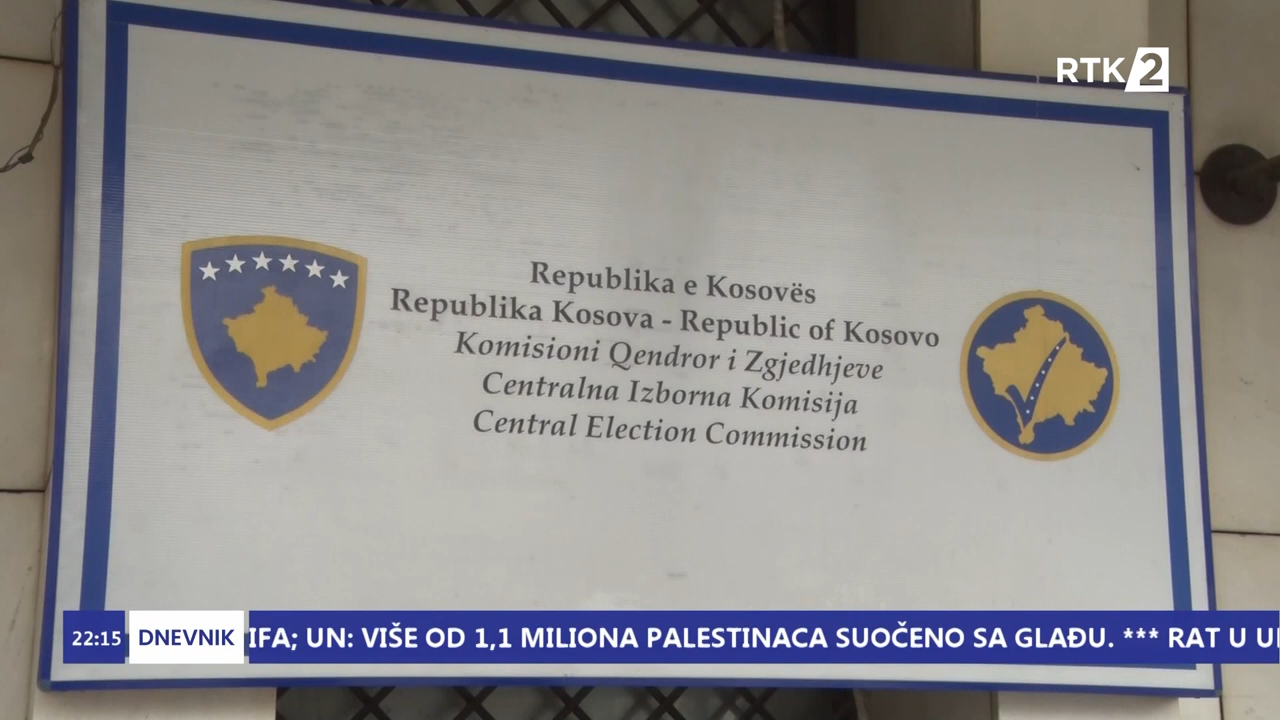 RTK 2
Republika e Kosovës
Republika Kosova - Republic of Kosovo
Komisioni Qendror i Zgjedhjeve
Centralna Izborna Komisija
Central Election Commission
22:15 DNEVNIK IFA; UN: VIŠE OD 1,1 MILIONA PALESTINACA SUOČENO SA GLAĐU. *** RAT U